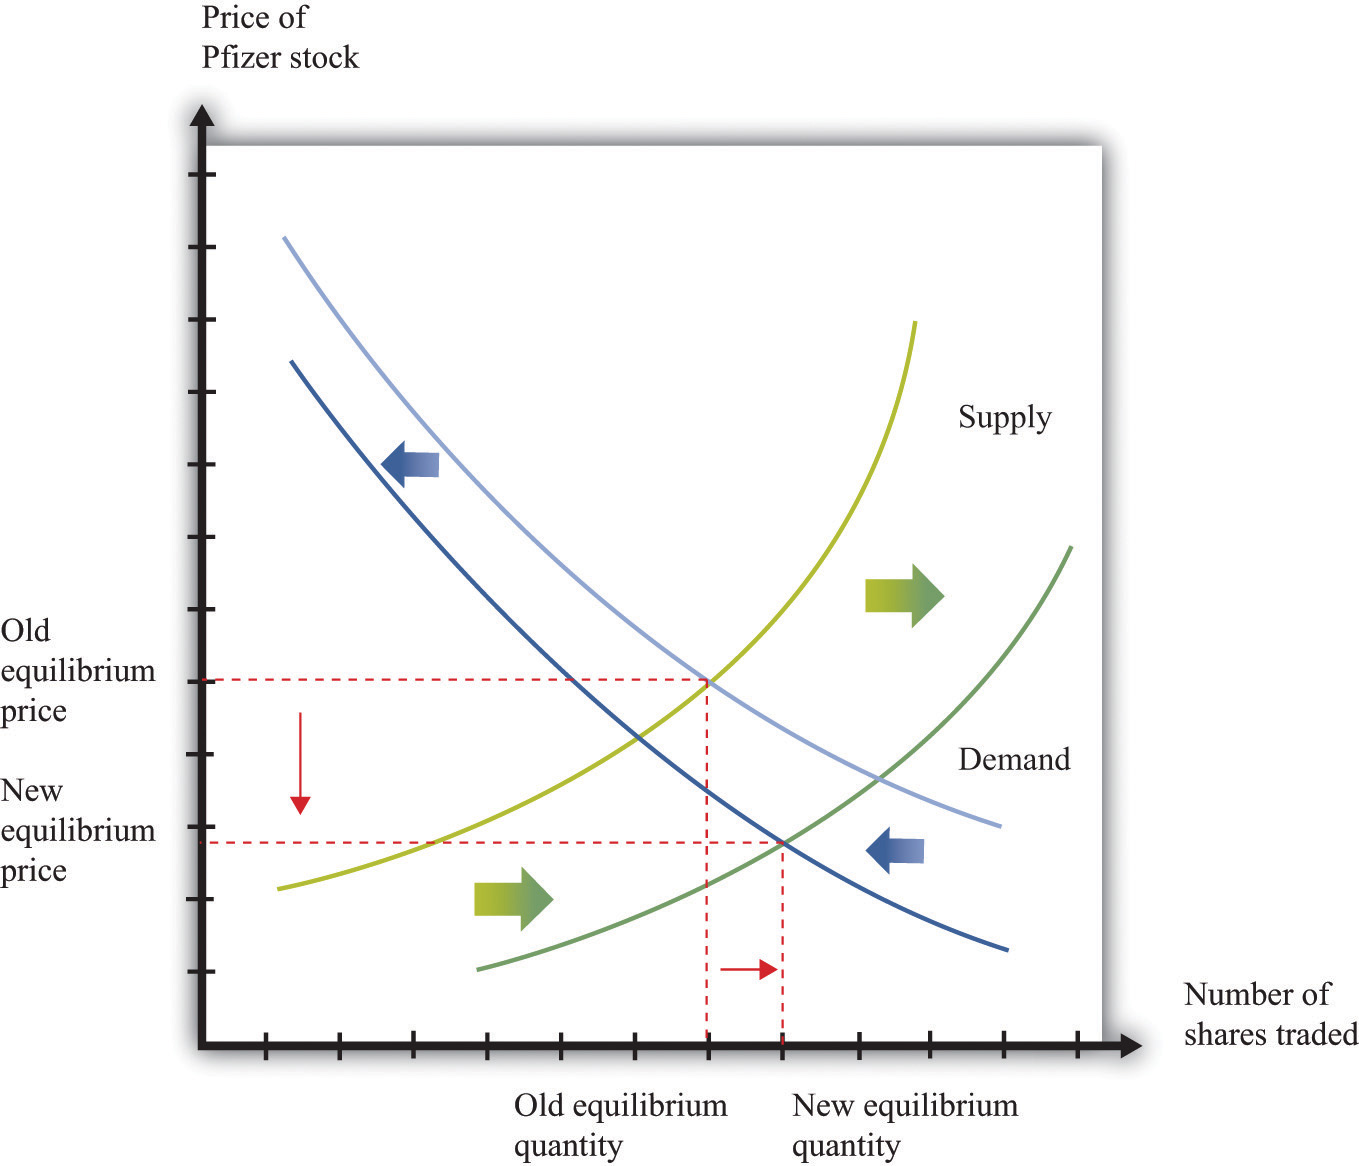 Price of
Pfizer stock
Supply
Old
equilibrium
price
Demand
New
equilibrium
price
Number of
shares traded
Old equilibrium
quantity
New equilibrium
quantity